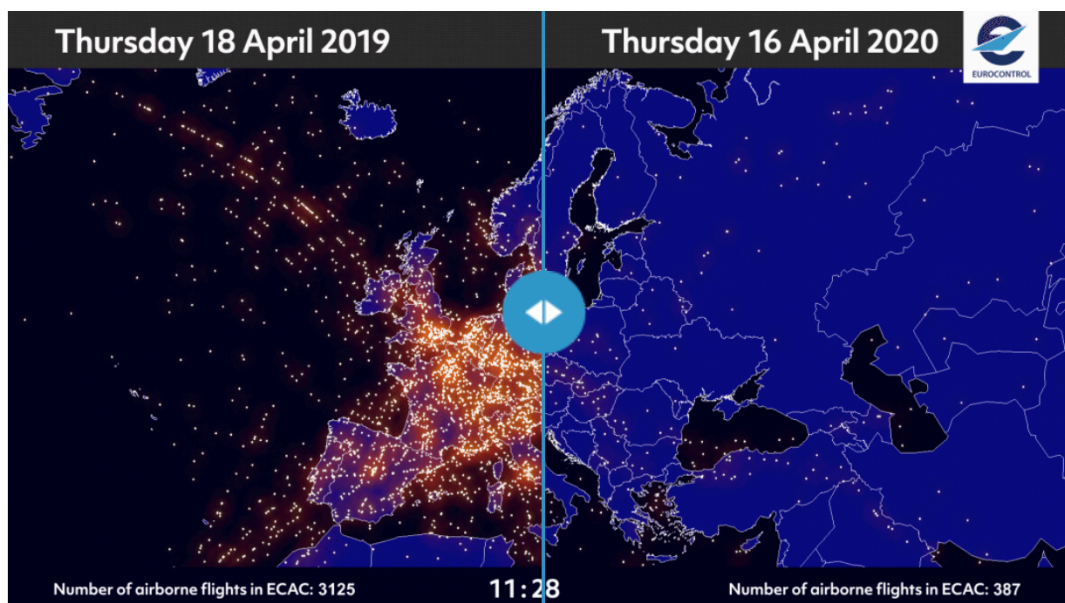 Thursday 18 April 2019
Thursday 16 April 2020
EUROCONTROL
Number of airborne flights in ECAC: 3125
11:28
Number of airborne flights in ECAC: 387